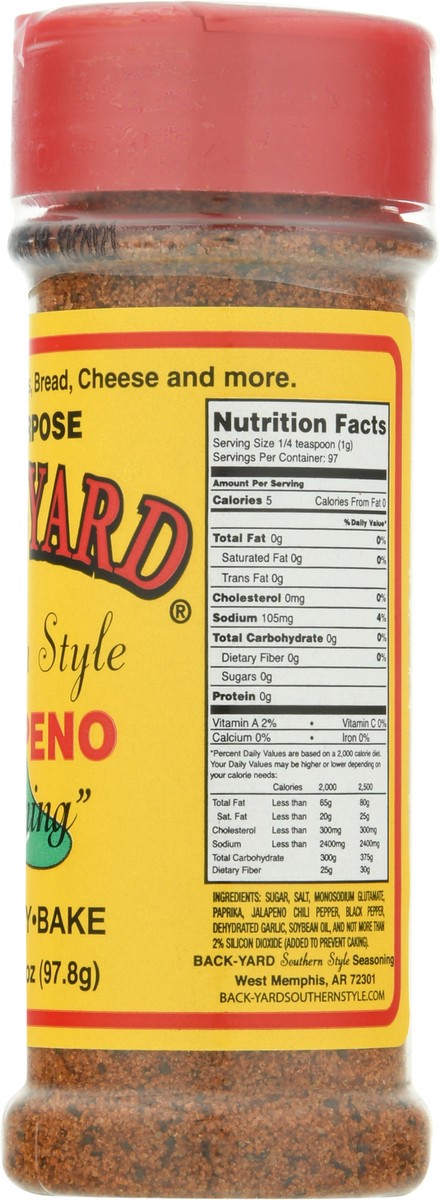 Bread, Cheese and more.
RPOSE
YARD
®
Style
PENO
ing”
Y•BAKE
oz (97.8g)
Nutrition Facts
Serving Size 1/4 teaspoon (1g)
Servings Per Container: 97
Amount Per Serving
Calories 5 Calories From Fat 0
% Daily Value*
Total Fat 0g 0%
Saturated Fat 0g 0%
Trans Fat 0g
Cholesterol 0mg 0%
Sodium 105mg 4%
Total Carbohydrate 0g 0%
Dietary Fiber 0g 0%
Sugars 0g
Protein 0g
Vitamin A 2% • Vitamin C 0%
Calcium 0% • Iron 0%
*Percent Daily Values are based on a 2,000 calorie diet.
Your Daily Values may be higher or lower depending on
your calorie needs:
Calories 2,000 2,500
Total Fat Less than 65g 80g
Sat. Fat Less than 20g 25g
Cholesterol Less than 300mg 300mg
Sodium Less than 2400mg 2400mg
Total Carbohydrate 300g 375g
Dietary Fiber 25g 30g
INGREDIENTS: SUGAR, SALT, MONOSODIUM GLUTAMATE,
PAPRIKA, JALAPENO CHILI PEPPER, BLACK PEPPER,
DEHYDRATED GARLIC, SOYBEAN OIL, AND NOT MORE THAN
2% SILICON DIOXIDE (ADDED TO PREVENT CAKING).
BACK-YARD Southern Style Seasoning
West Memphis, AR 72301
BACK-YARDSOUTHERNSTYLE.COM